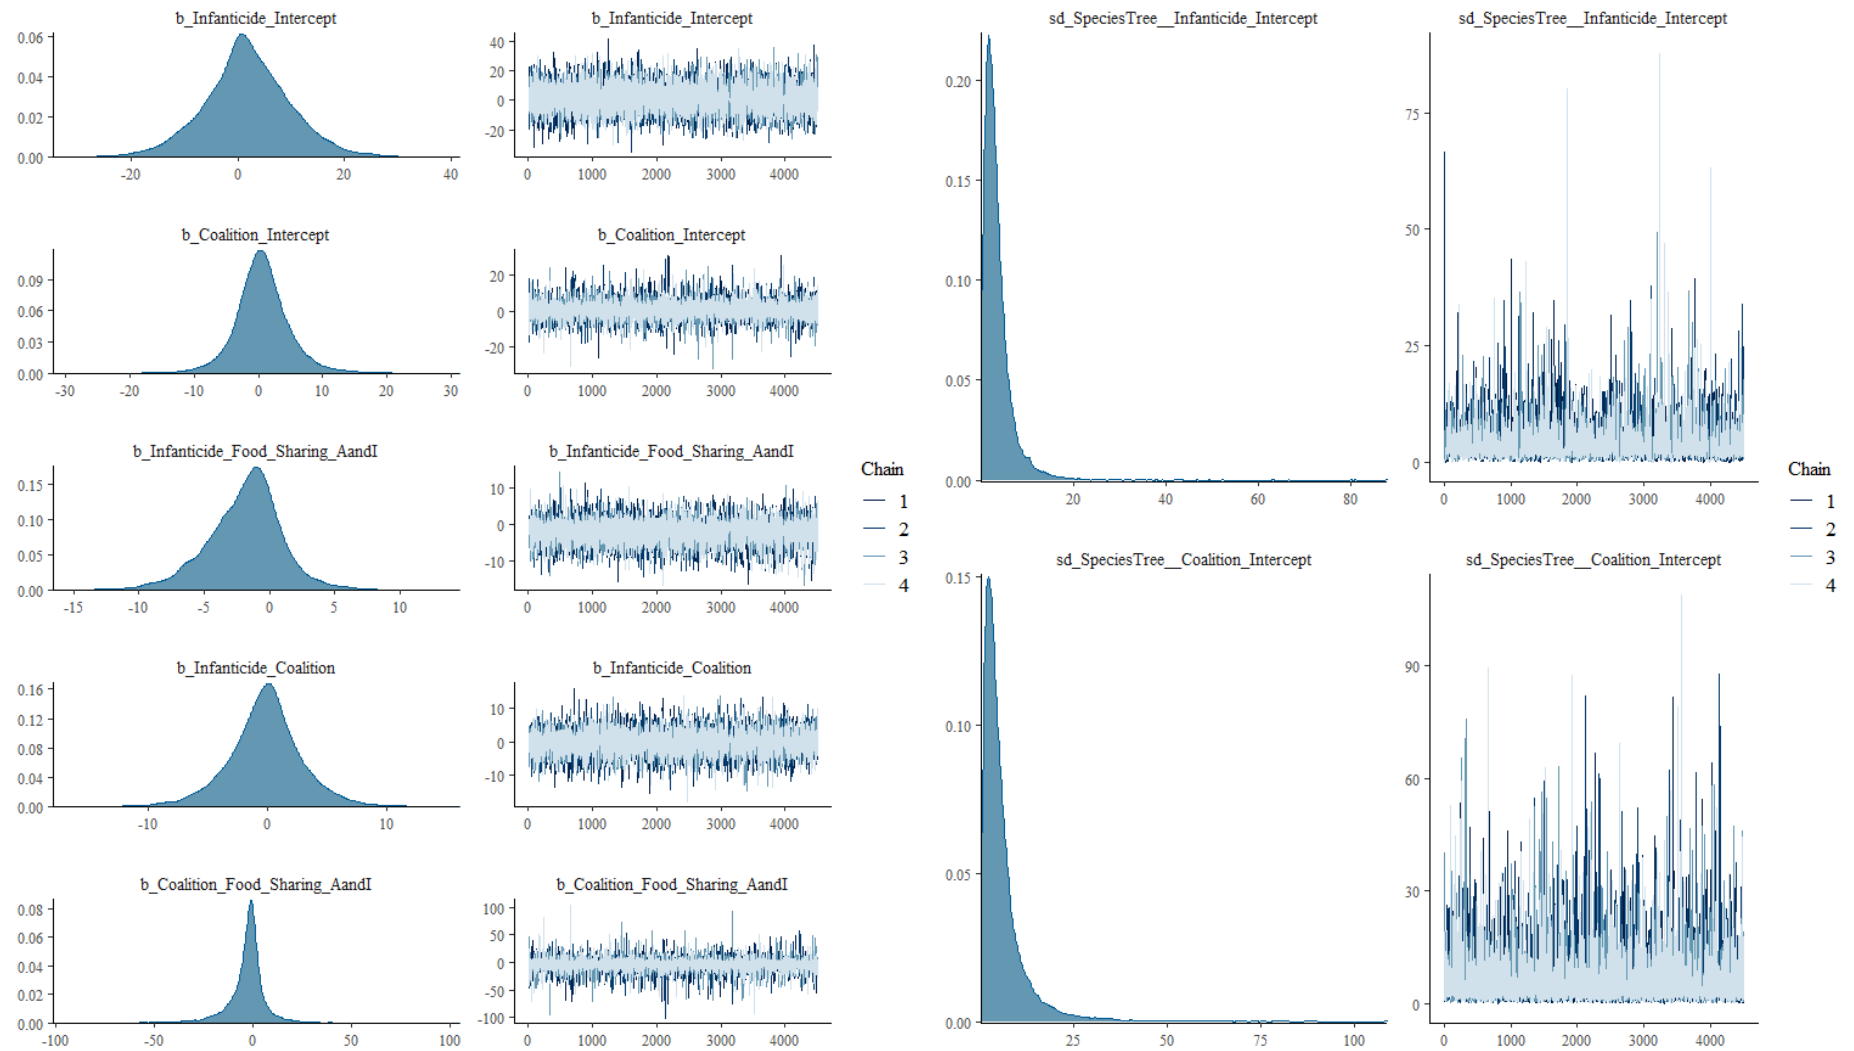 b_Infanticide_Intercept
0.06
0.04
0.02
0.00
-20 0 20 40
b_Infanticide_Intercept
40
20
0
-20
0 1000 2000 3000 4000
b_Coalition_Intercept
0.09
0.06
0.03
0.00
-30 -20 -10 0 10 20 30
b_Coalition_Intercept
20
0
-20
0 1000 2000 3000 4000
b_Infanticide_Food_Sharing_AandI
0.15
0.10
0.05
0.00
-15 -10 -5 0 5 10
b_Infanticide_Food_Sharing_AandI
10
0
-10
0 1000 2000 3000 4000
b_Infanticide_Coalition
0.16
0.12
0.08
0.04
0.00
-10 0 10
b_Infanticide_Coalition
10
0
-10
0 1000 2000 3000 4000
b_Coalition_Food_Sharing_AandI
0.08
0.06
0.04
0.02
0.00
-100 -50 0 50 100
b_Coalition_Food_Sharing_AandI
100
50
0
-50
-100
0 1000 2000 3000 4000
Chain
1
2
3
4
sd_SpeciesTree__Infanticide_Intercept
0.20
0.15
0.10
0.05
0.00
20 40 60 80
sd_SpeciesTree__Infanticide_Intercept
75
50
25
0
0 1000 2000 3000 4000
sd_SpeciesTree__Coalition_Intercept
0.15
0.10
0.05
0.00
25 50 75 100
sd_SpeciesTree__Coalition_Intercept
90
60
30
0
0 1000 2000 3000 4000
Chain
1
2
3
4